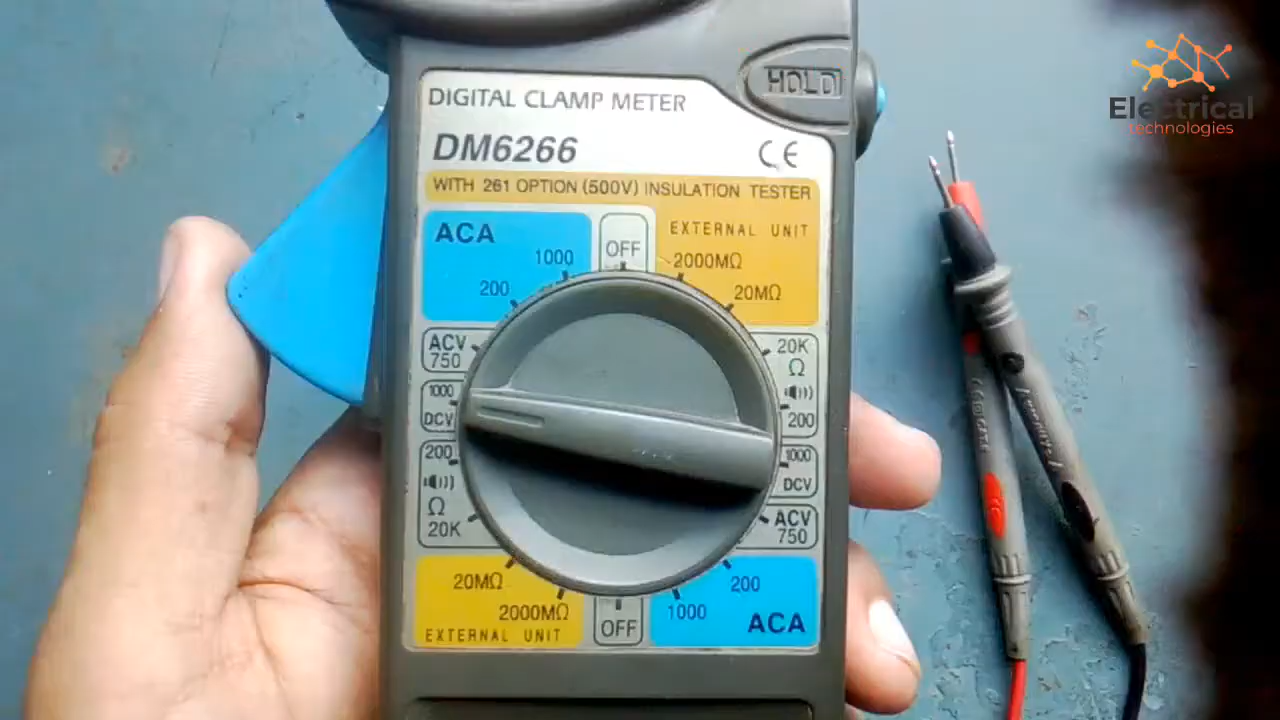 Electrical
technologies
HOLD
DIGITAL CLAMP METER
DM6266
CE
WITH 261 OPTION (500V) INSULATION TESTER
ACA
1000
200
OFF
EXTERNAL UNIT
2000MΩ
20MΩ
ACV
750
1000
DCV
200
Ω
20K
20K
Ω
200
1000
DCV
ACV
750
20MΩ
2000MΩ
EXTERNAL UNIT
OFF
200
1000
ACA